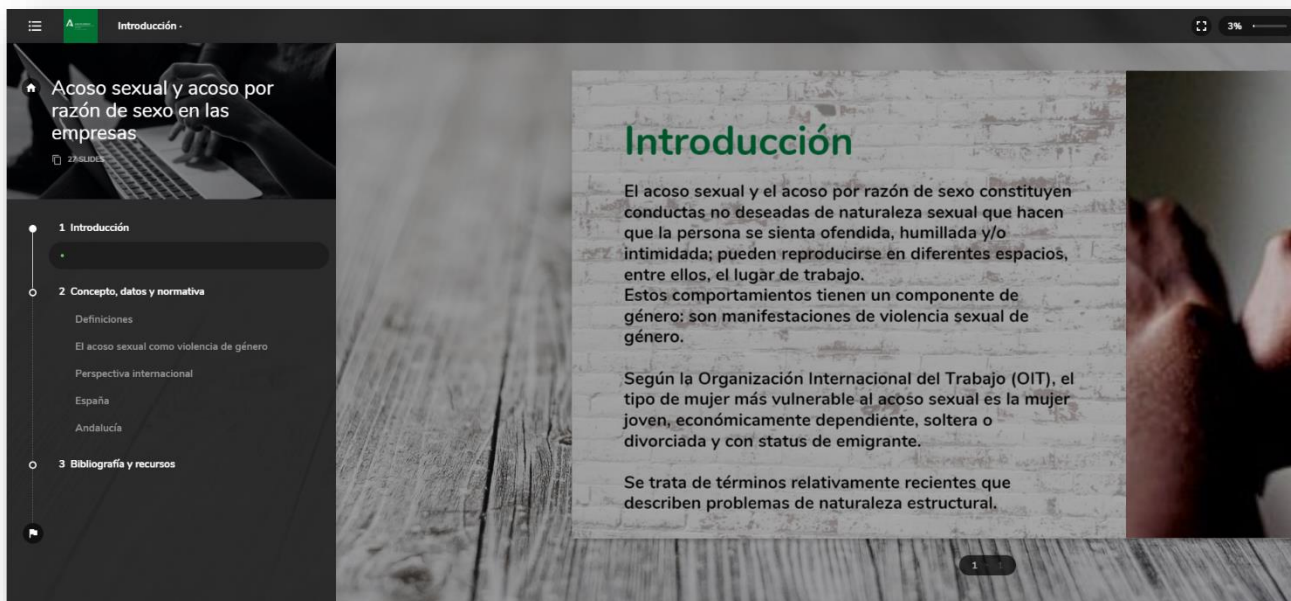 Introducción -
3%
Acoso sexual y acoso por
razón de sexo en las
empresas
27 SLIDES
1 Introducción
2 Concepto, datos y normativa
Definiciones
El acoso sexual como violencia de género
Perspectiva internacional
España
Andalucía
3 Bibliografía y recursos
Introducción
El acoso sexual y el acoso por razón de sexo constituyen
conductas no deseadas de naturaleza sexual que hacen
que la persona se sienta ofendida, humillada y/o
intimidada; pueden reproducirse en diferentes espacios,
entre ellos, el lugar de trabajo.
Estos comportamientos tienen un componente de
género: son manifestaciones de violencia sexual de
género.
Según la Organización Internacional del Trabajo (OIT), el
tipo de mujer más vulnerable al acoso sexual es la mujer
joven, económicamente dependiente, soltera o
divorciada y con status de emigrante.
Se trata de términos relativamente recientes que
describen problemas de naturaleza estructural.
1